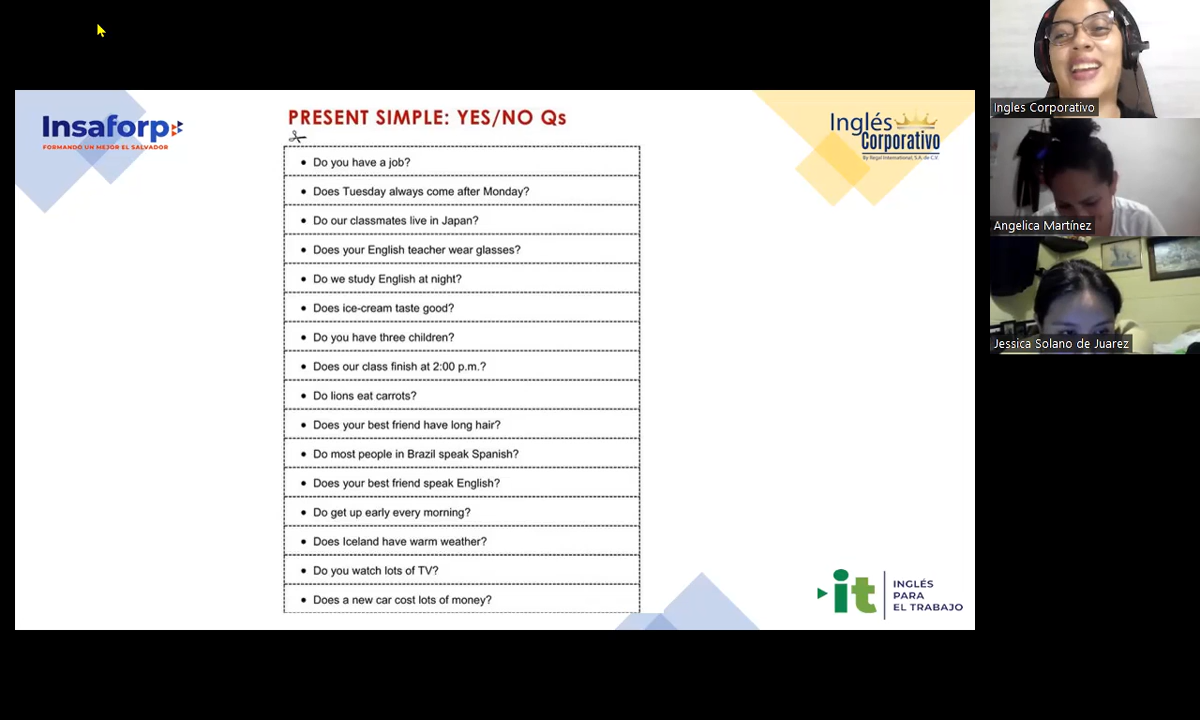 Insaforp
FORMANDO UN MEJOR EL SALVADOR
PRESENT SIMPLE: YES/NO Qs
Inglés
Corporativo
By Regal International, S.A. de C.V.
• Do you have a job?
• Does Tuesday always come after Monday?
• Do our classmates live in Japan?
• Does your English teacher wear glasses?
• Do we study English at night?
• Does ice-cream taste good?
• Do you have three children?
• Does our class finish at 2:00 p.m.?
• Do lions eat carrots?
• Does your best friend have long hair?
• Do most people in Brazil speak Spanish?
• Does your best friend speak English?
• Do get up early every morning?
• Does Iceland have warm weather?
• Do you watch lots of TV?
• Does a new car cost lots of money?
it
INGLÉS
PARA
EL TRABAJO
Ingles Corporativo
Angelica Martínez
Jessica Solano de Juarez